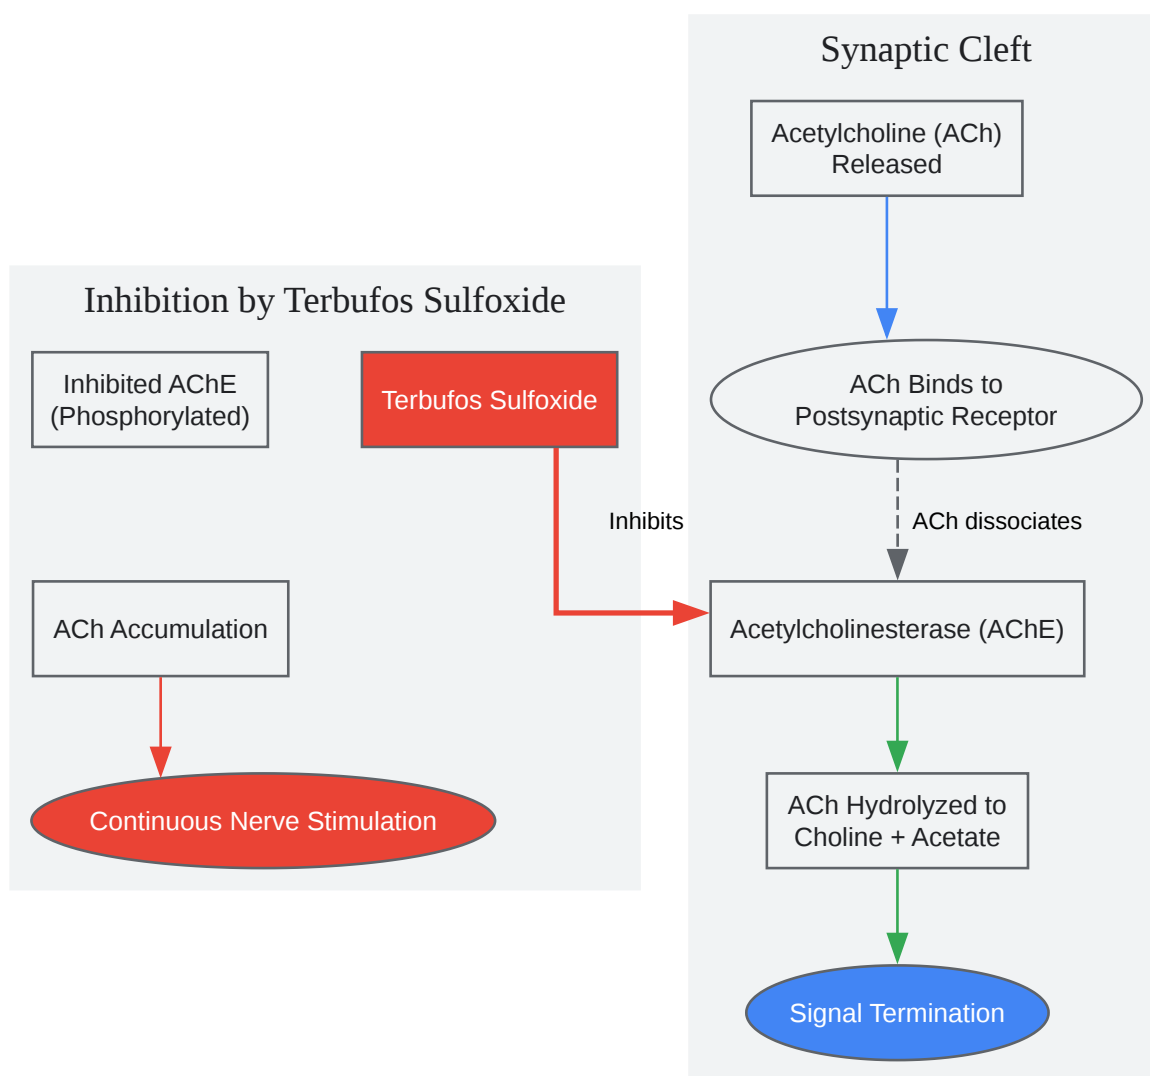 Synaptic Cleft
Acetylcholine (ACh)
Released
Inhibition by Terbufos Sulfoxide
Inhibited AChE
(Phosphorylated)
Terbufos Sulfoxide
ACh Binds to
Postsynaptic Receptor
Inhibits
ACh dissociates
ACh Accumulation
Acetylcholinesterase (AChE)
Continuous Nerve Stimulation
ACh Hydrolyzed to
Choline + Acetate
Signal Termination